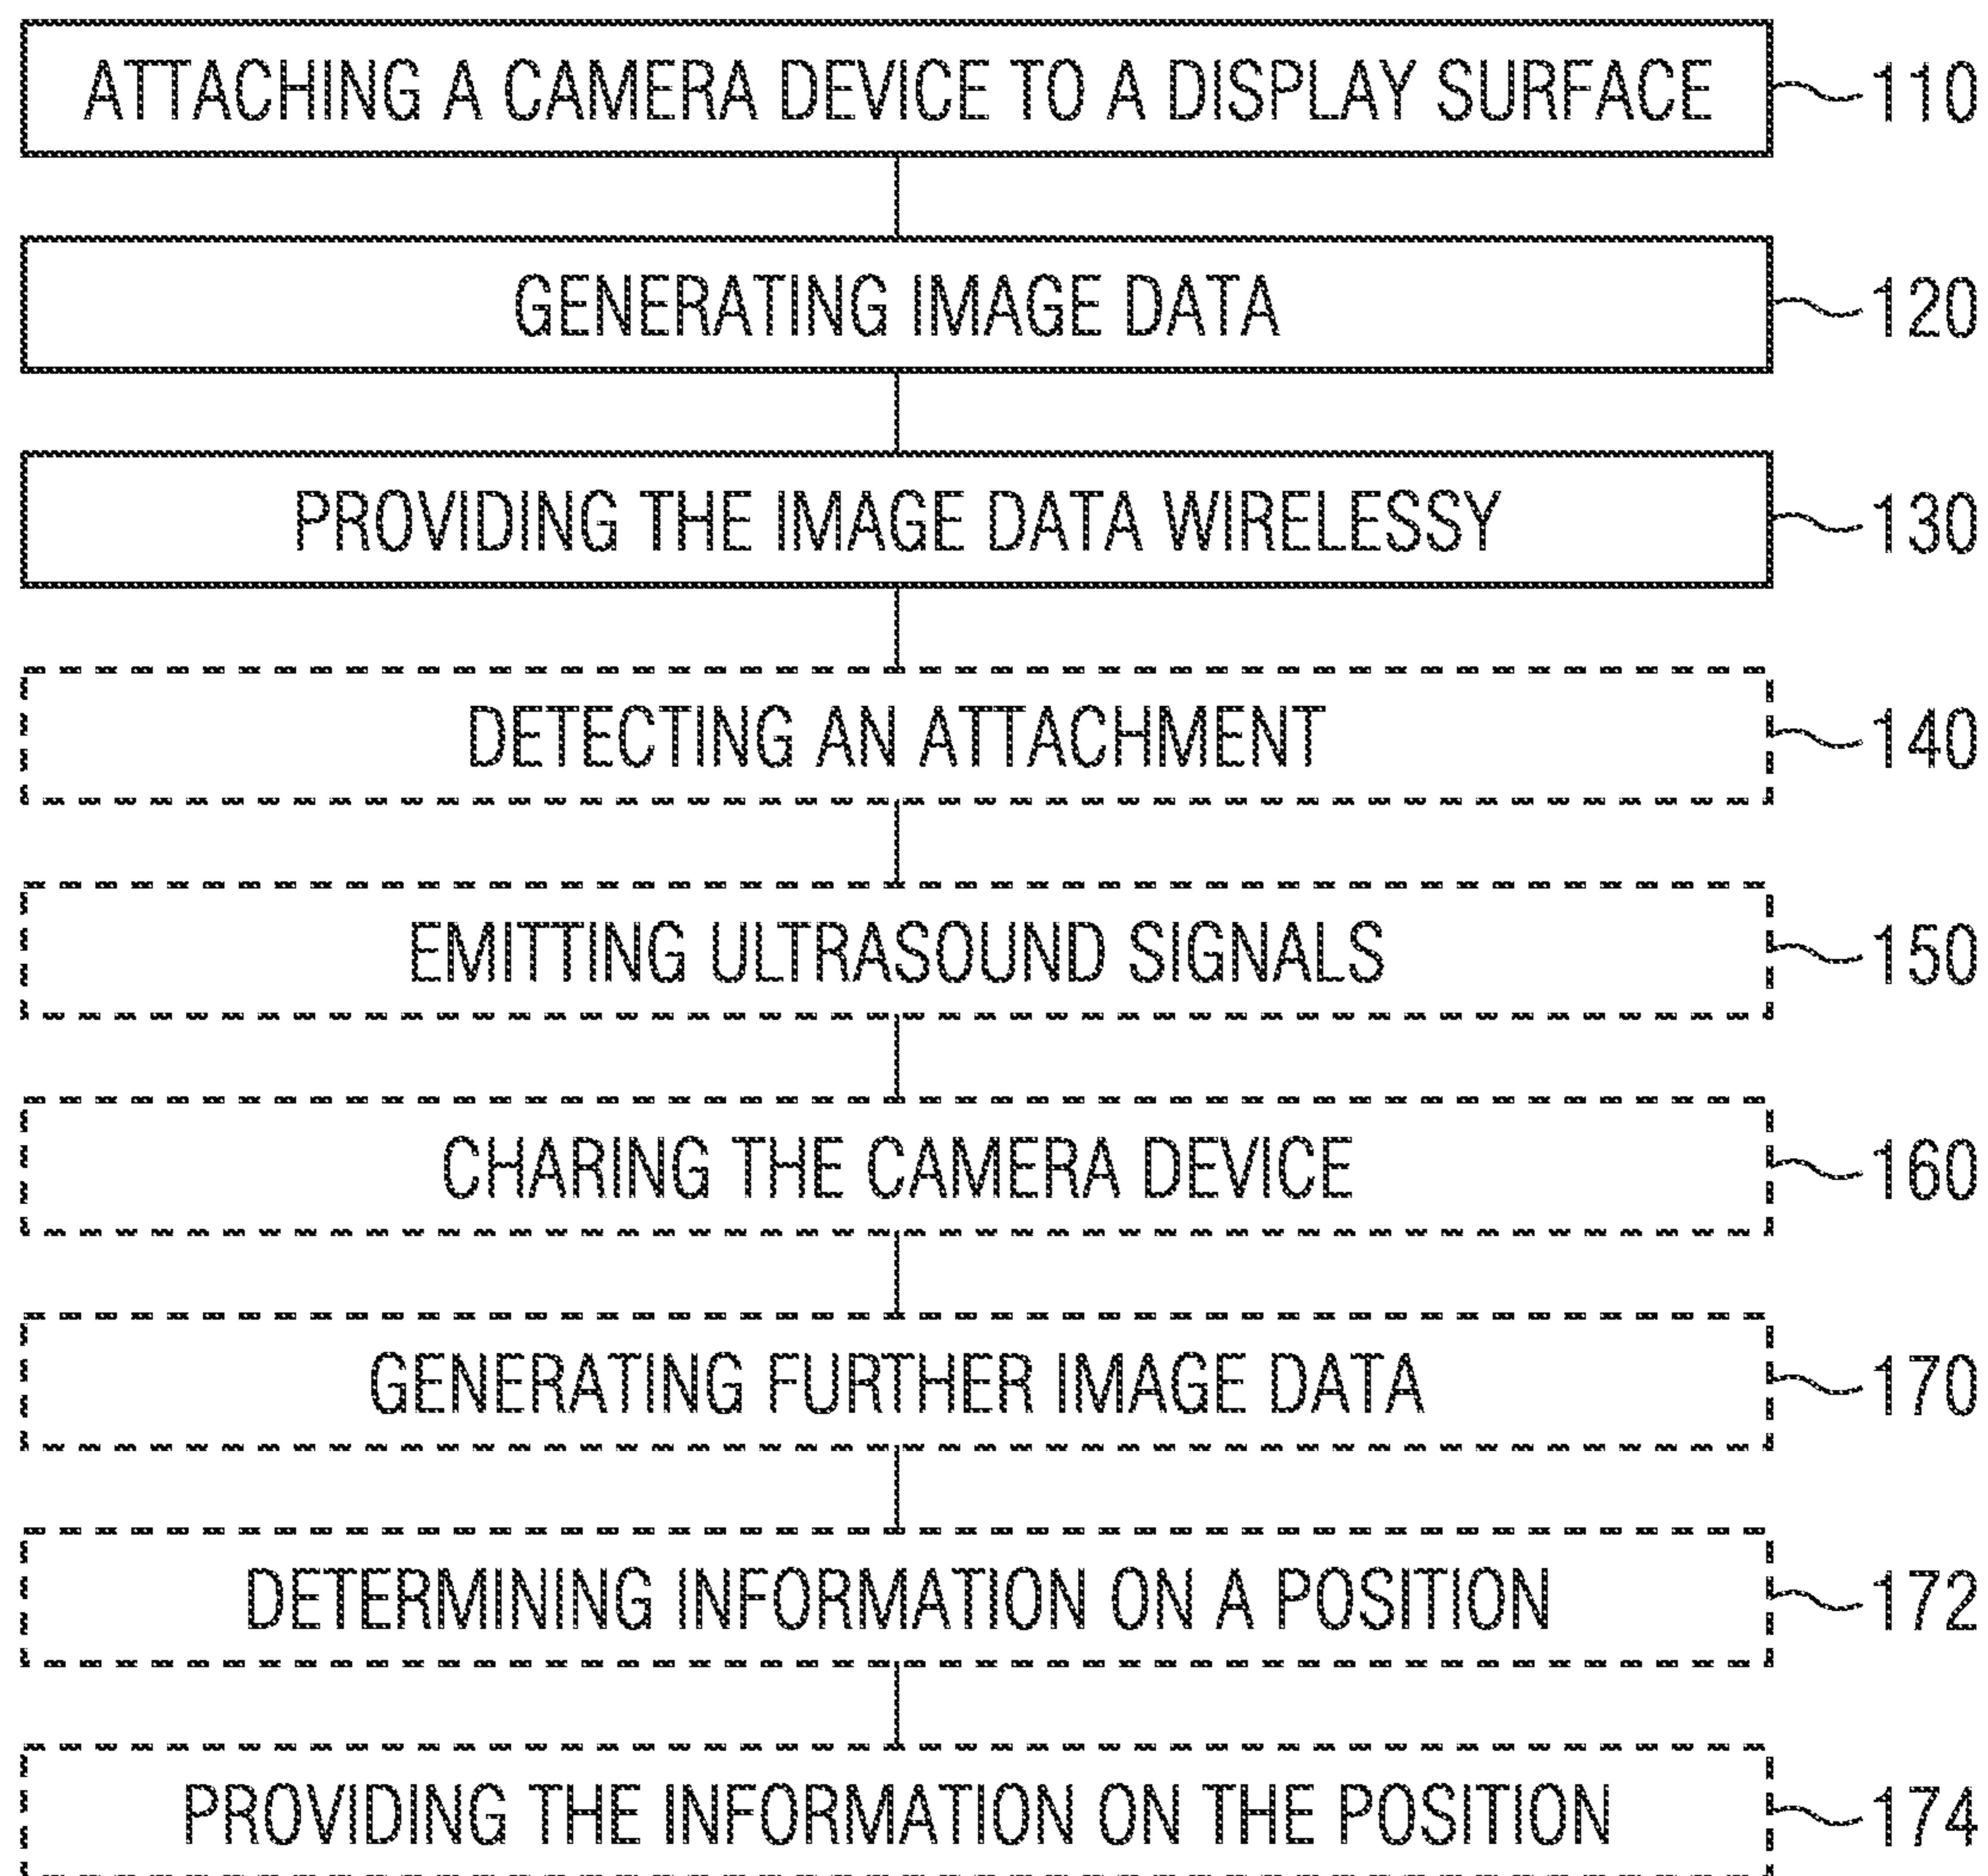 ATTACHING A CAMERA DEVICE TO A DISPLAY SURFACE 110
GENERATING IMAGE DATA 120
PROVIDING THE IMAGE DATA WIRELESSY 130
DETECTING AN ATTACHMENT 140
EMITTING ULTRASOUND SIGNALS 150
CHARING THE CAMERA DEVICE 160
GENERATING FURTHER IMAGE DATA 170
DETERMINING INFORMATION ON A POSITION 172
PROVIDING THE INFORMATION ON THE POSITION 174